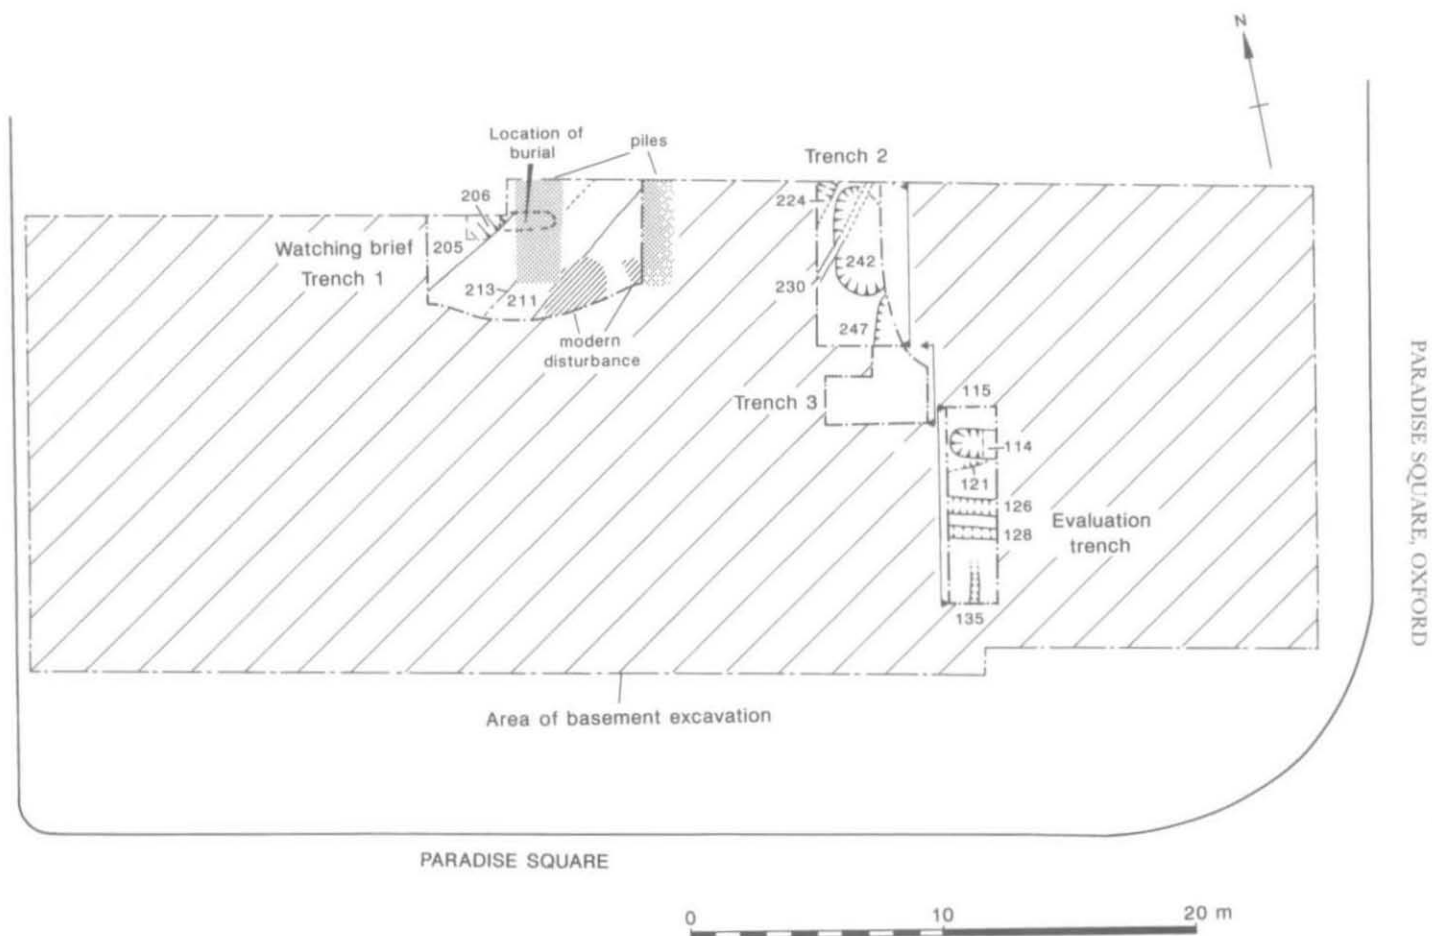 N
Location of
burial
piles
Trench 2
206
224
205
Watching brief
Trench 1
242
213
211
230
247
modern
disturbance
Trench 3
115
114
121
126
128
Evaluation
trench
135
Area of basement excavation
PARADISE SQUARE
0 10 20 m
PARADISE SQUARE, OXFORD